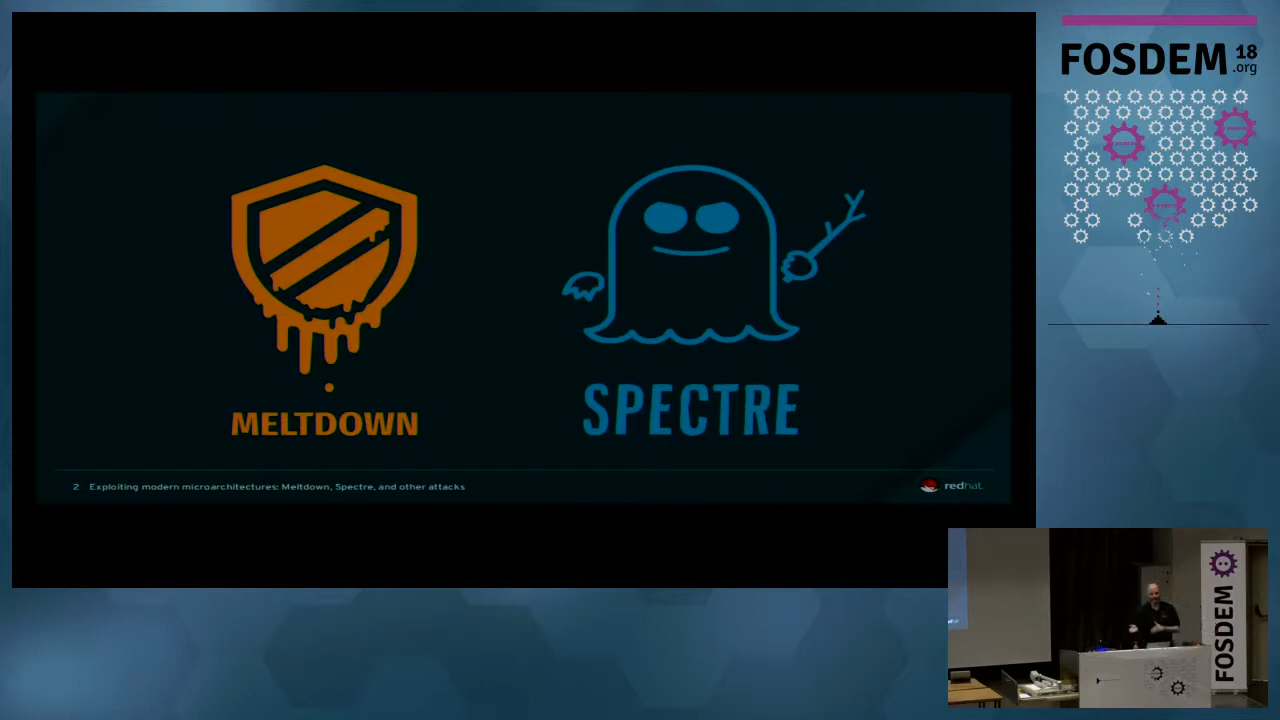 MELTDOWN
SPECTRE
2 Exploiting modern microarchitectures: Meltdown, Spectre, and other attacks
redhat
FOSDEM 18
.org
FOSDEM